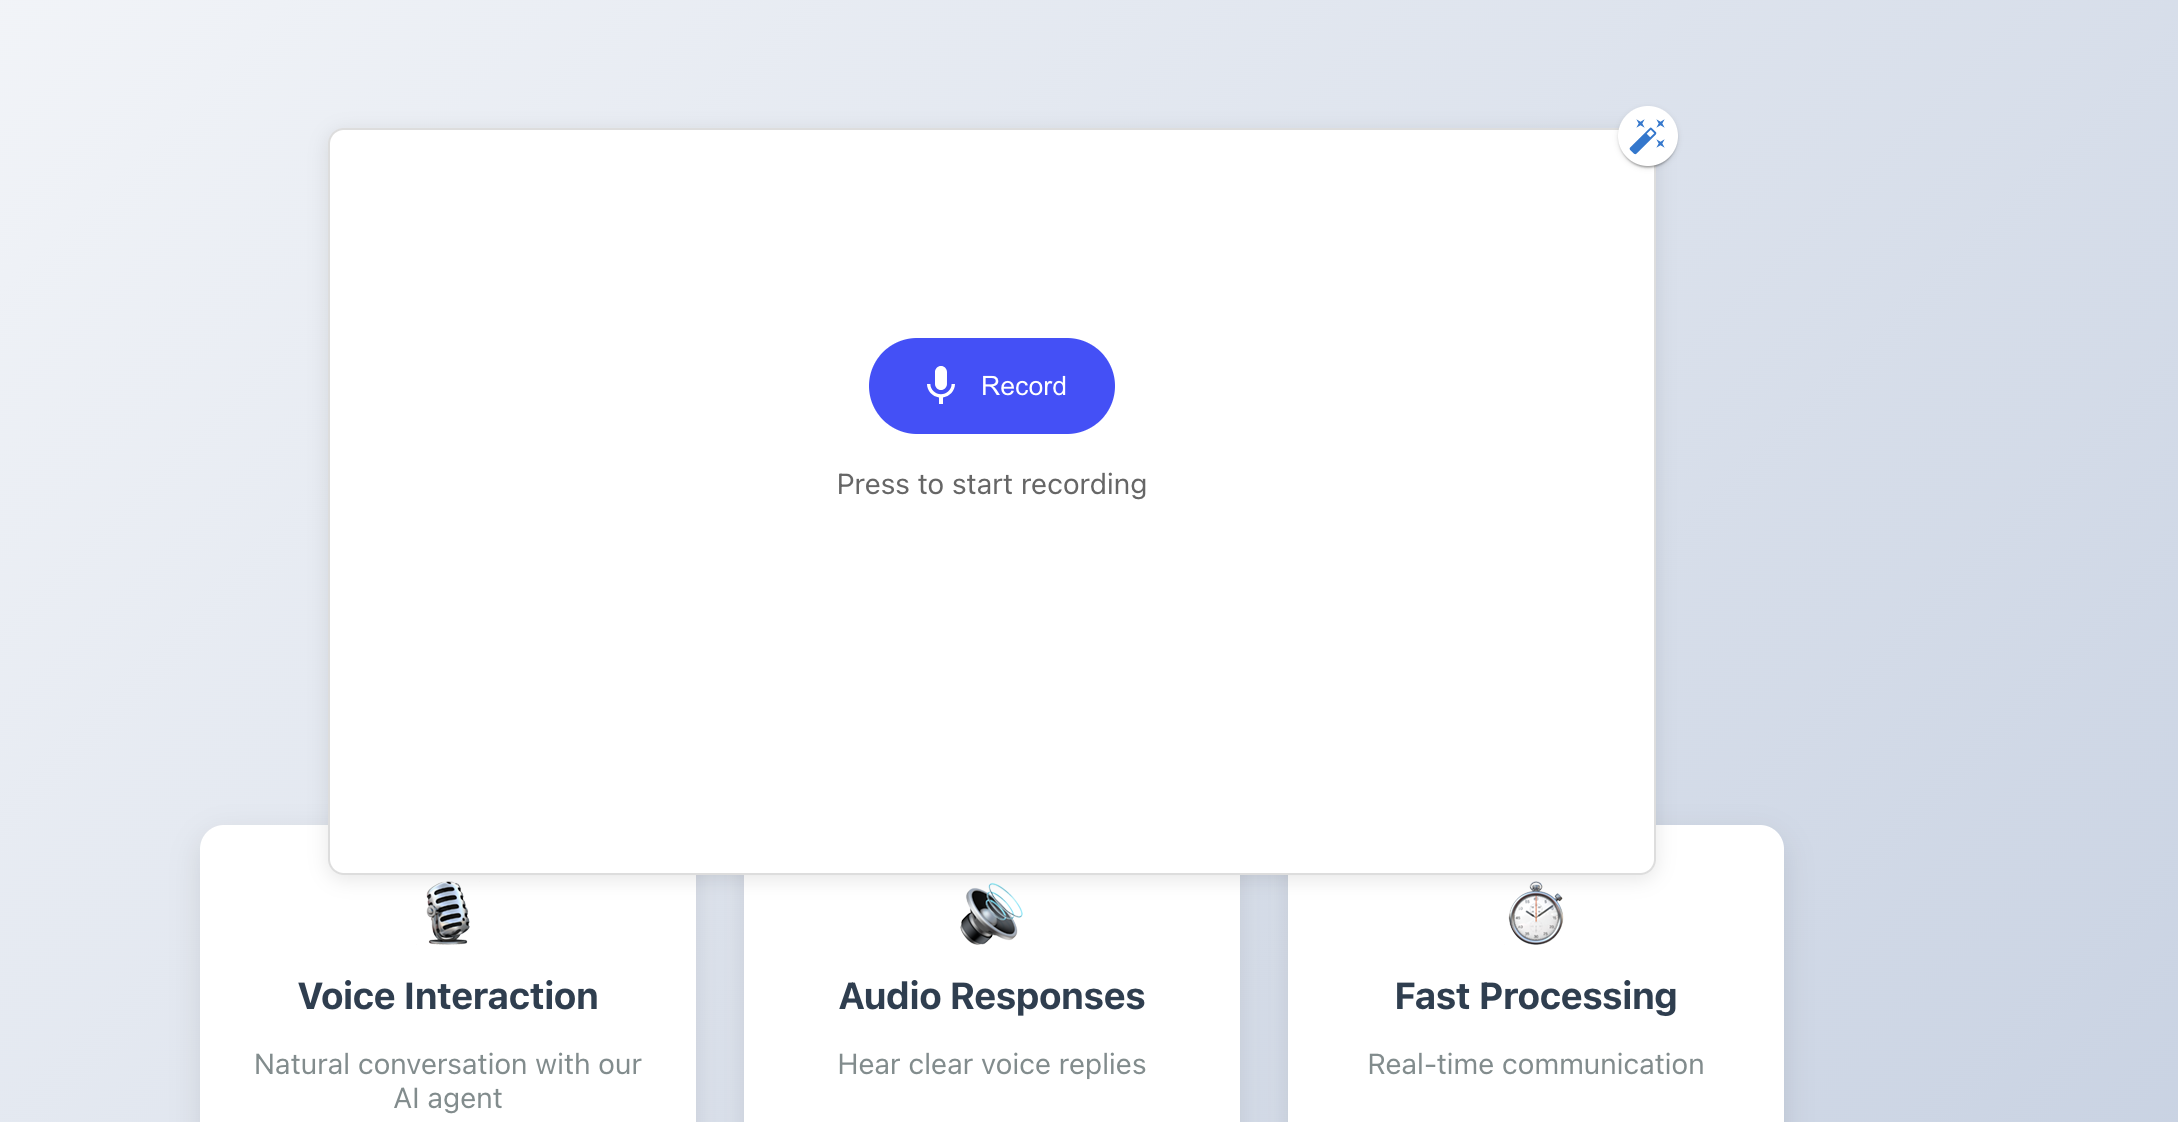 Record
Press to start recording
Voice Interaction
Natural conversation with our
AI agent
Audio Responses
Hear clear voice replies
Fast Processing
Real-time communication